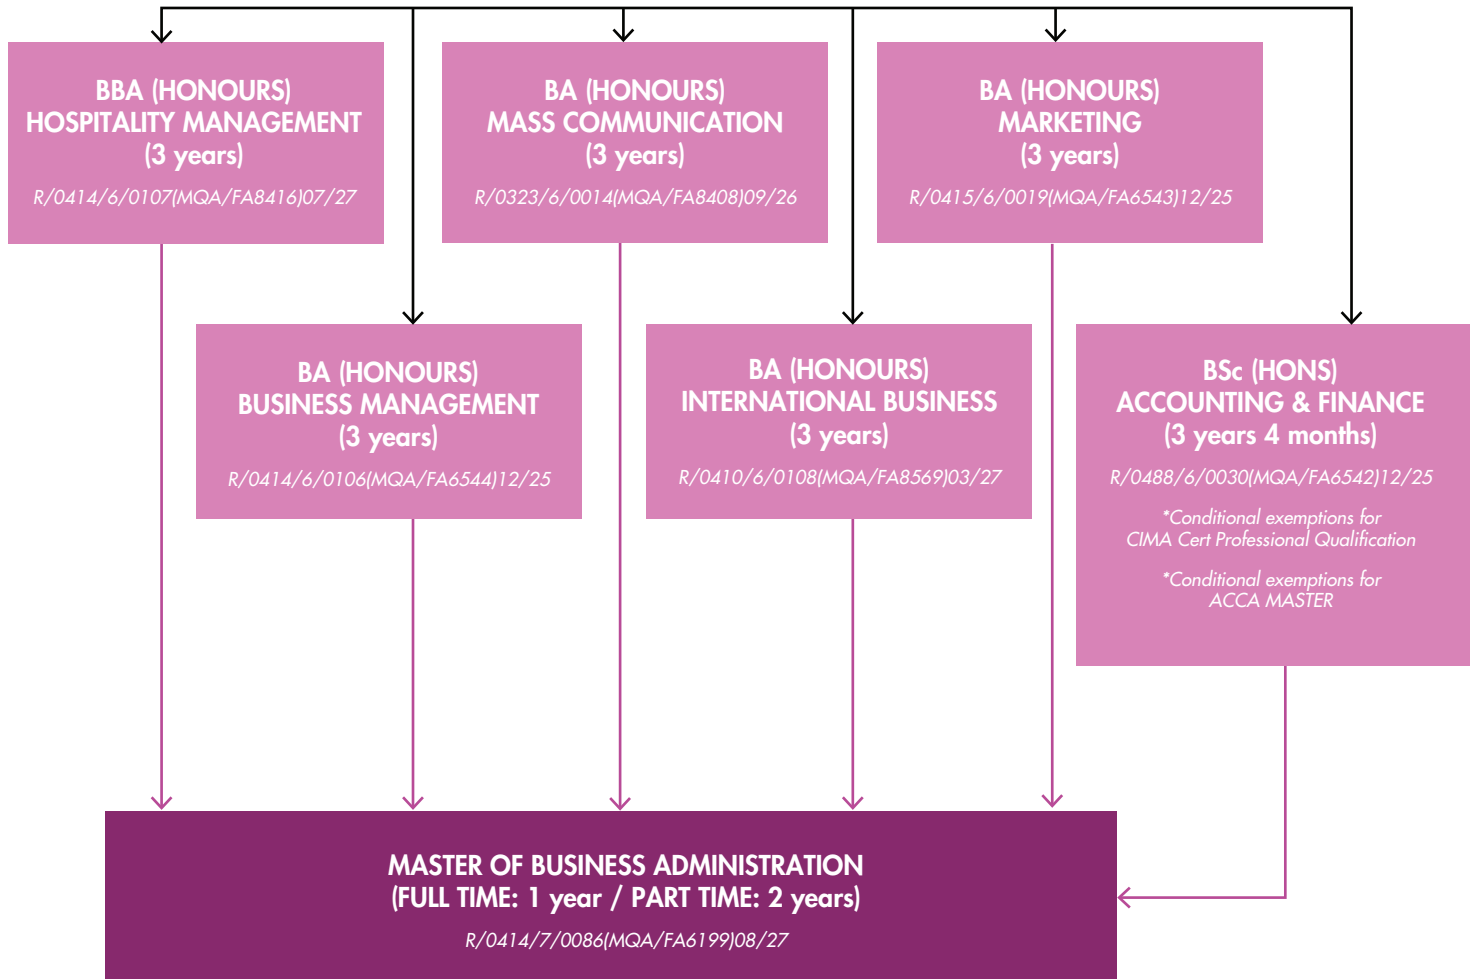 BBA (HONOURS)
HOSPITALITY MANAGEMENT
(3 years)
R/0414/6/0107(MQA/FA8416)07/27
BA (HONOURS)
MASS COMMUNICATION
(3 years)
R/0323/6/0014(MQA/FA8408)09/26
BA (HONOURS)
MARKETING
(3 years)
R/0415/6/0019(MQA/FA6543)12/25
BA (HONOURS)
BUSINESS MANAGEMENT
(3 years)
R/0414/6/0106(MQA/FA6544)12/25
BA (HONOURS)
INTERNATIONAL BUSINESS
(3 years)
R/0410/6/0108(MQA/FA8569)03/27
BSc (HONS)
ACCOUNTING & FINANCE
(3 years 4 months)
R/0488/6/0030(MQA/FA6542)12/25
*Conditional exemptions for
CIMA Cert Professional Qualification
*Conditional exemptions for
ACCA MASTER
MASTER OF BUSINESS ADMINISTRATION
(FULL TIME: 1 year / PART TIME: 2 years)
R/0414/7/0086(MQA/FA6199)08/27